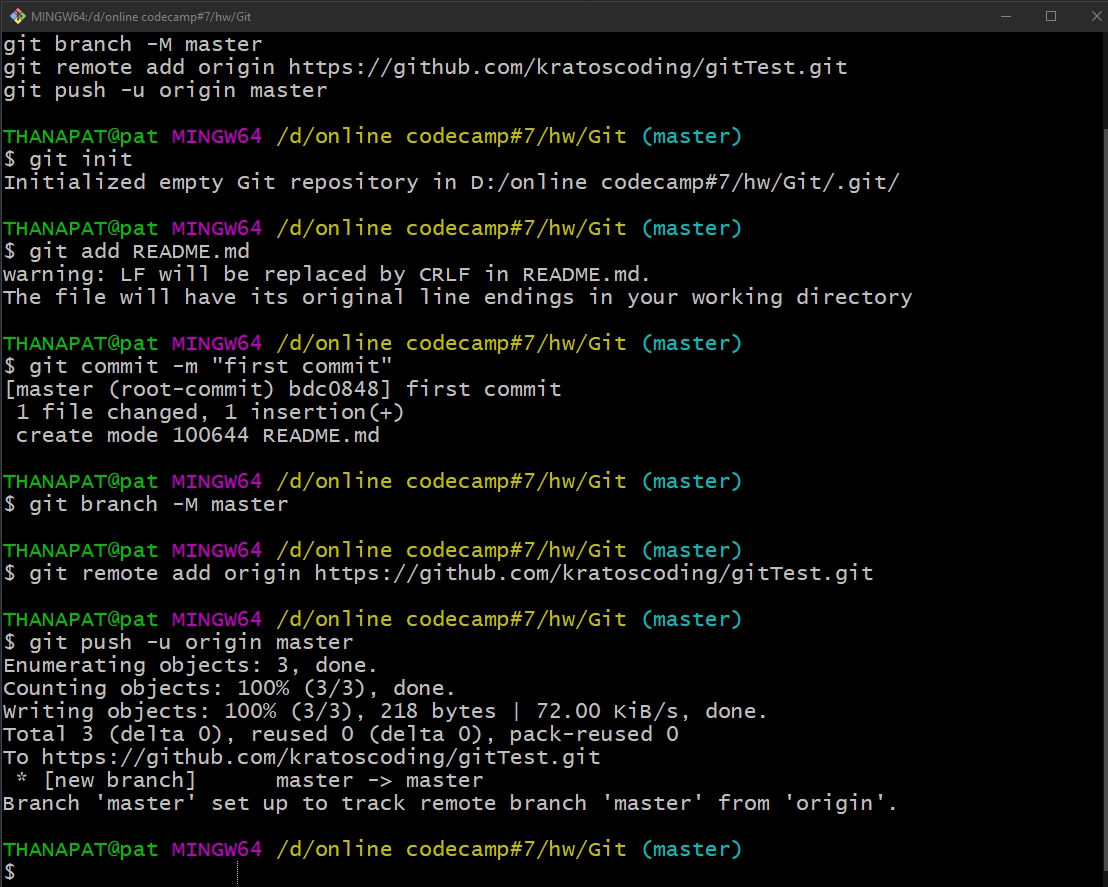 MINGW64:/d/online codecamp#7/hw/Git
git branch -M master
git remote add origin https://github.com/kratoscoding/gitTest.git
git push -u origin master
THANAPAT@pat MINGW64 /d/online codecamp#7/hw/Git (master)
$ git init
Initialized empty Git repository in D:/online codecamp#7/hw/Git/.git/
THANAPAT@pat MINGW64 /d/online codecamp#7/hw/Git (master)
$ git add README.md
warning: LF will be replaced by CRLF in README.md.
The file will have its original line endings in your working directory
THANAPAT@pat MINGW64 /d/online codecamp#7/hw/Git (master)
$ git commit -m "first commit"
[master (root-commit) bdc0848] first commit
 1 file changed, 1 insertion(+)
 create mode 100644 README.md
THANAPAT@pat MINGW64 /d/online codecamp#7/hw/Git (master)
$ git branch -M master
THANAPAT@pat MINGW64 /d/online codecamp#7/hw/Git (master)
$ git remote add origin https://github.com/kratoscoding/gitTest.git
THANAPAT@pat MINGW64 /d/online codecamp#7/hw/Git (master)
$ git push -u origin master
Enumerating objects: 3, done.
Counting objects: 100% (3/3), done.
Writing objects: 100% (3/3), 218 bytes | 72.00 KiB/s, done.
Total 3 (delta 0), reused 0 (delta 0), pack-reused 0
To https://github.com/kratoscoding/gitTest.git
 * [new branch]      master -> master
Branch 'master' set up to track remote branch 'master' from 'origin'.
THANAPAT@pat MINGW64 /d/online codecamp#7/hw/Git (master)
$